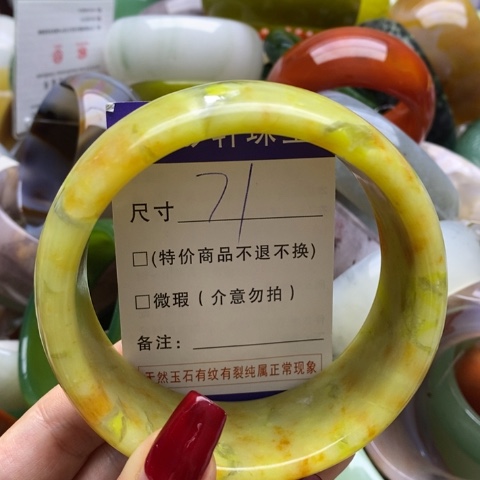 尺寸 71
□(特价商品不退不换)
□微瑕(介意勿拍)
备注:
天然玉石有纹有裂纯属正常现象